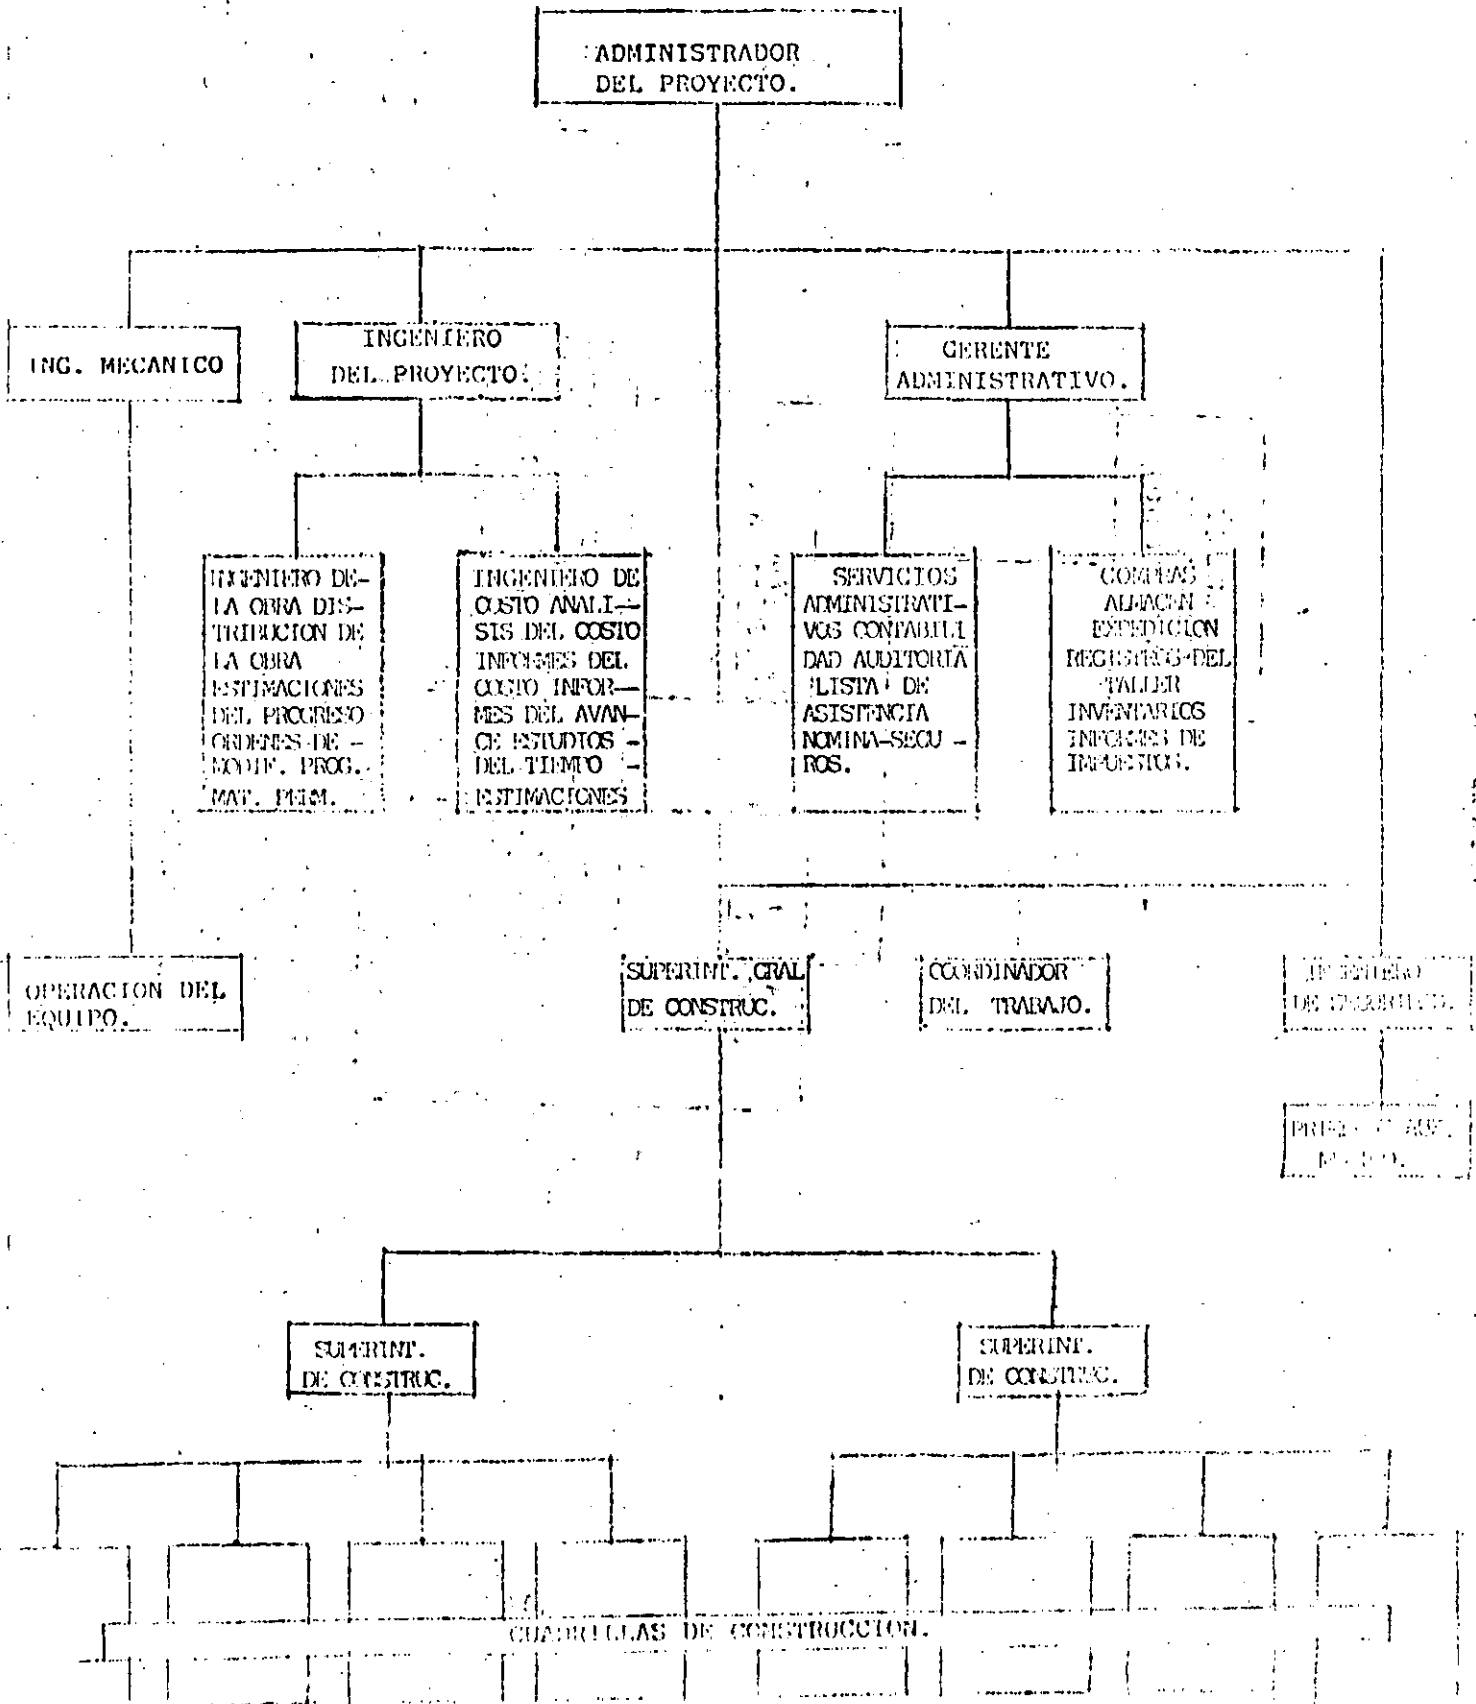 ADMINISTRADOR
DEL PROYECTO.
ING. MECANICO
INGENIERO
DEL PROYECTO.
GERENTE
ADMINISTRATIVO.
INGENIERO DE-
LA OBRA DIS-
TRIBUCION DE
LA OBRA
ESTIMACIONES
DEL PROGRESO
ORDENES DE -
MODIF. PROG.
MAT. PERM.
INGENIERO DE
COSTO ANALI-
SIS DEL COSTO
INFORMES DEL
COSTO INFOR-
MES DEL AVAN-
CE ESTUDIOS -
DEL TIEMPO -
ESTIMACIONES
SERVICIOS
ADMINISTRATI-
VOS CONTABILI
DAD AUDITORIA
LISTA DE
ASISTENCIA
NOMINA-SEGU -
ROS.
COMPRAS
ALMACEN
EXPEDICION
REGISTROS DEL
TALLER
INVENTARIOS
INFORMES DE
IMPUESTOS.
OPERACION DEL
EQUIPO.
SUPERINT. GRAL
DE CONSTRUC.
COORDINADOR
DEL TRABAJO.
DE
SUPERINT.
DE CONSTRUC.
SUPERINT.
DE CONSTRUC.
CUADRILLAS DE CONSTRUCCION.